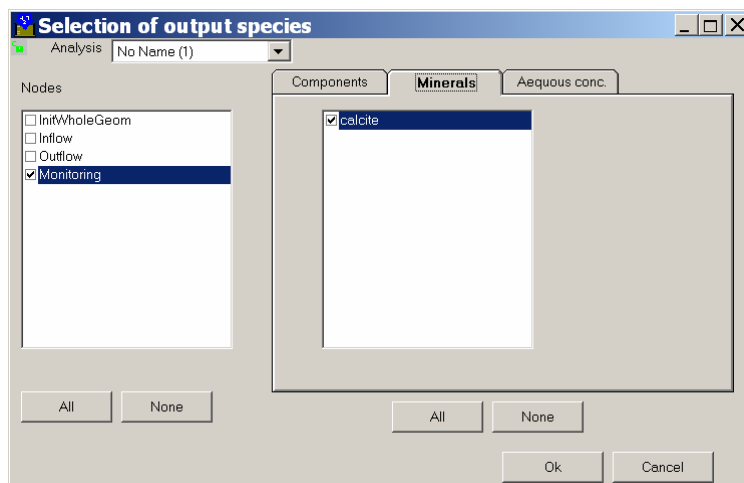 Selection of output species
Analysis No Name (1)
Nodes
Components Minerals Aequous conc.
InitWholeGeom
Inflow
Outflow
Monitoring
calcite
All None
All None
Ok Cancel